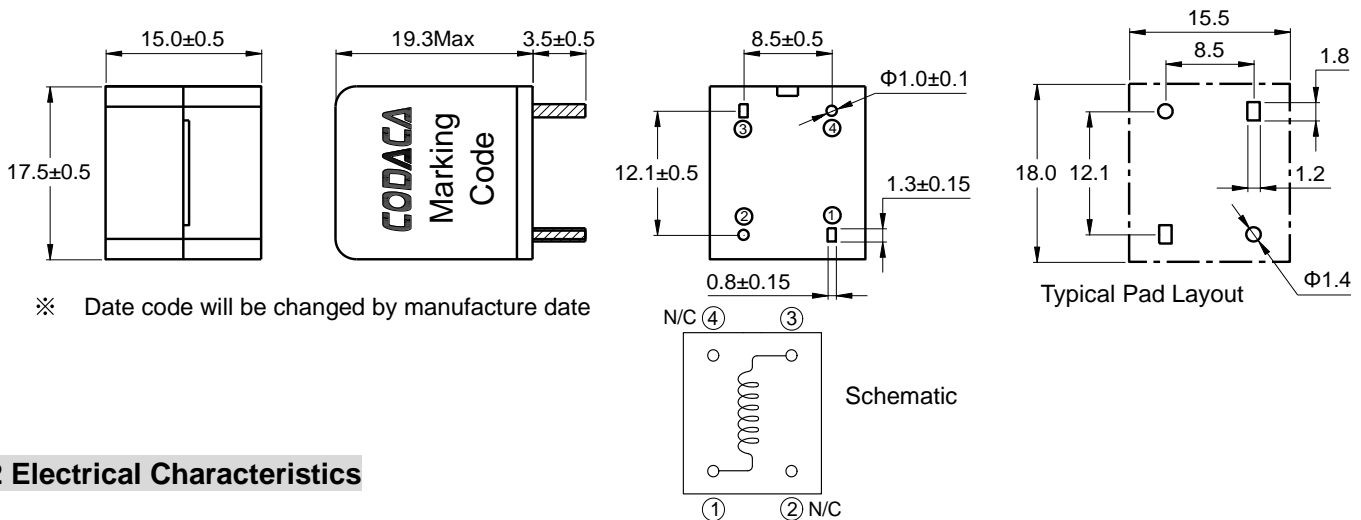 15.0±0.5
19.3Max
3.5±0.5
8.5±0.5
15.5
8.5
1.8
Φ1.0±0.1
17.5±0.5
CODACA
Marking
Code
③
④
12.1±0.5
1.3±0.15
②
①
0.8±0.15
18.0
12.1
1.2
Φ1.4
Typical Pad Layout
※ Date code will be changed by manufacture date
N/C ④ ③
Schematic
① ② N/C
2 Electrical Characteristics